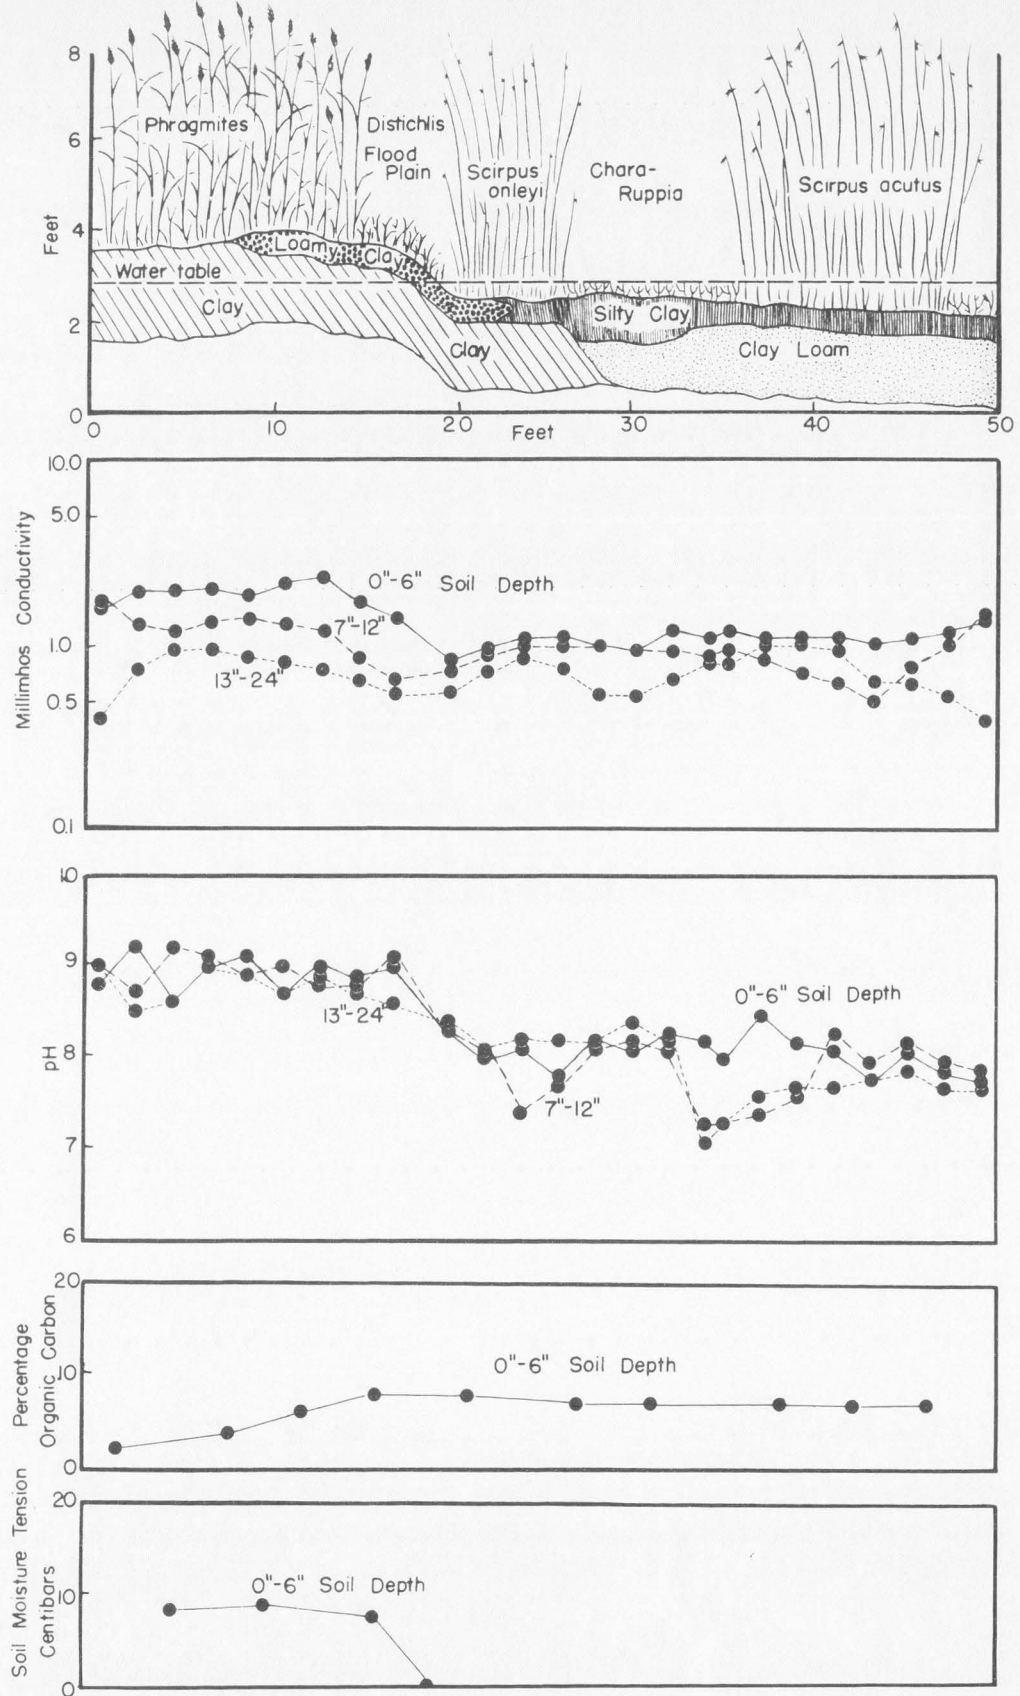 8
6
4
2
0
Feet
Phragmites
Distichlis
Flood
Plain
Scirpus
onleyi
Chara-
Ruppia
Scirpus acutus
Loamy Clay
Water table
Clay
Clay
Silty Clay
Clay Loam
0 10 20 30 40 50
Feet
Millimhos Conductivity
10.0
5.0
1.0
0.5
0.1
0"-6" Soil Depth
7"-12"
13"-24"
pH
10
9
8
7
6
0"-6" Soil Depth
13"-24"
7"-12"
Percentage
Organic Carbon
20
10
0
0"-6" Soil Depth
Soil Moisture Tension
Centibars
20
10
0
0"-6" Soil Depth